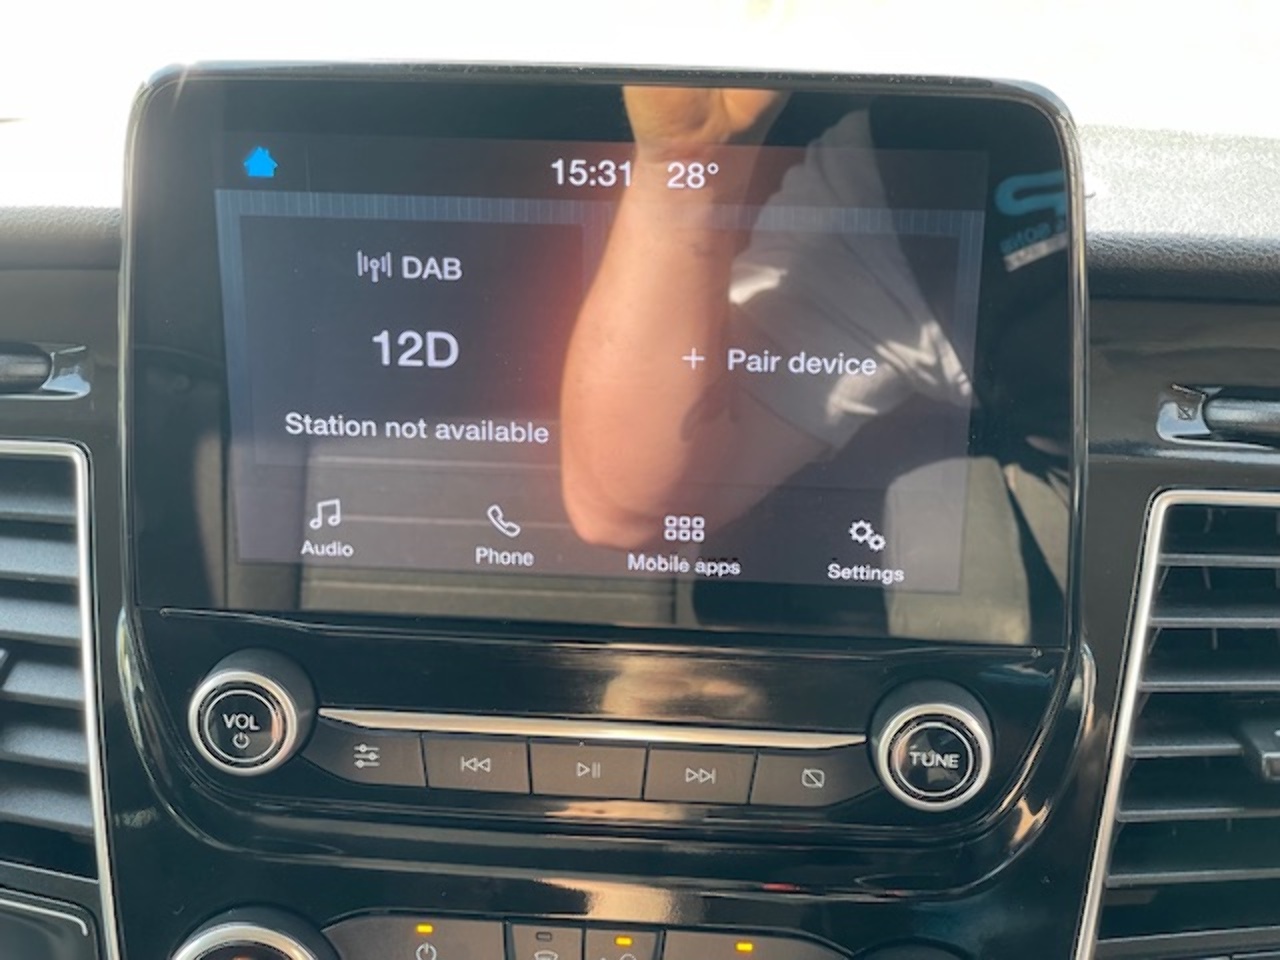 15:31 28°
DAB
12D
+ Pair device
Station not available
Audio
Phone
Mobile apps
Settings
VOL
TUNE